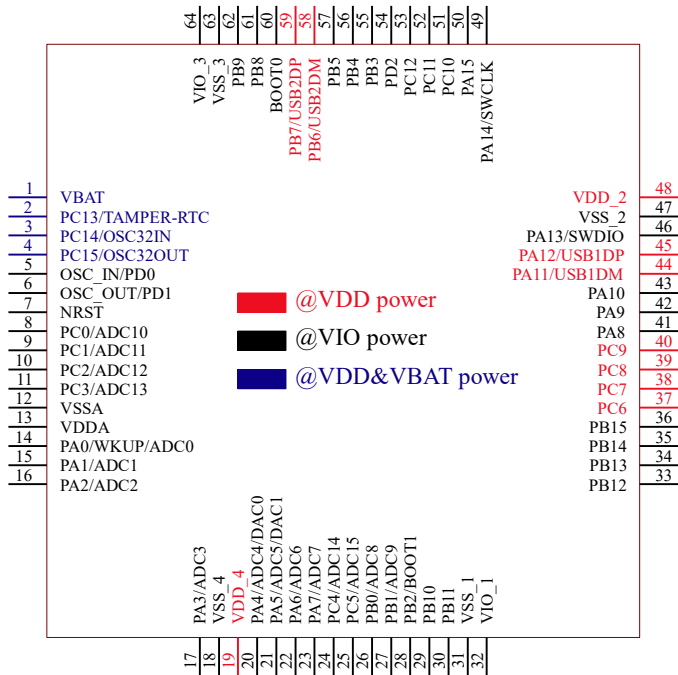 64
63
62
61
60
59
58
57
56
55
54
53
52
51
50
49
VIO_3
VSS_3
PB9
PB8
BOOT0
PB7/USB2DP
PB6/USB2DM
PB5
PB4
PB3
PD2
PC12
PC11
PC10
PA15
PA14/SWCLK
1 VBAT
2 PC13/TAMPER-RTC
3 PC14/OSC32IN
4 PC15/OSC32OUT
5 OSC_IN/PD0
6 OSC_OUT/PD1
7 NRST
8 PC0/ADC10
9 PC1/ADC11
10 PC2/ADC12
11 PC3/ADC13
12 VSSA
13 VDDA
14 PA0/WKUP/ADC0
15 PA1/ADC1
16 PA2/ADC2
@VDD power
@VIO power
@VDD&VBAT power
VDD_2 48
VSS_2 47
PA13/SWDIO 46
PA12/USB1DP 45
PA11/USB1DM 44
PA10 43
PA9 42
PA8 41
PC9 40
PC8 39
PC7 38
PC6 37
PB15 36
PB14 35
PB13 34
PB12 33
PA3/ADC3
VSS_4
VDD_4
PA4/ADC4/DAC0
PA5/ADC5/DAC1
PA6/ADC6
PA7/ADC7
PC4/ADC14
PC5/ADC15
PB0/ADC8
PB1/ADC9
PB2/BOOT1
PB10
PB11
VSS_1
VIO_1
17
18
19
20
21
22
23
24
25
26
27
28
29
30
31
32